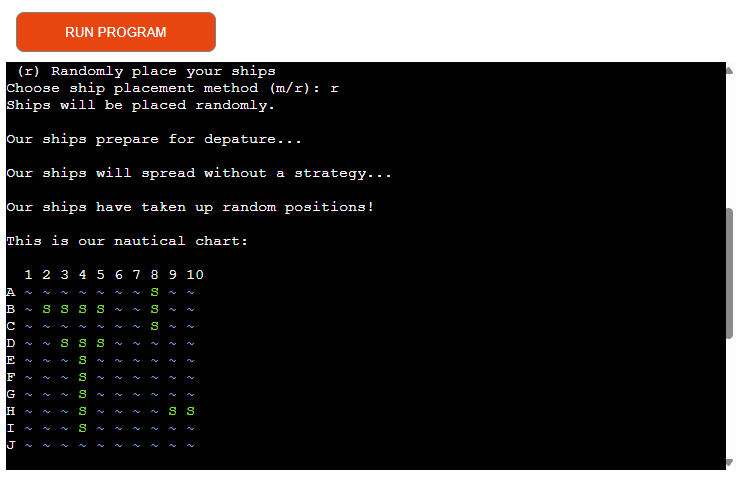 RUN PROGRAM
(r) Randomly place your ships
Choose ship placement method (m/r): r
Ships will be placed randomly.
Our ships prepare for depature...
Our ships will spread without a strategy...
Our ships have taken up random positions!
This is our nautical chart:
1 2 3 4 5 6 7 8 9 10
A ~ ~ ~ ~ ~ ~ ~ S ~ ~
B ~ S S S S ~ ~ S ~ ~
C ~ ~ ~ ~ ~ ~ ~ S ~ ~
D ~ ~ S S S ~ ~ ~ ~ ~
E ~ ~ ~ S ~ ~ ~ ~ ~ ~
F ~ ~ ~ S ~ ~ ~ ~ ~ ~
G ~ ~ ~ S ~ ~ ~ ~ ~ ~
H ~ ~ ~ S ~ ~ ~ ~ S S
I ~ ~ ~ S ~ ~ ~ ~ ~ ~
J ~ ~ ~ ~ ~ ~ ~ ~ ~ ~